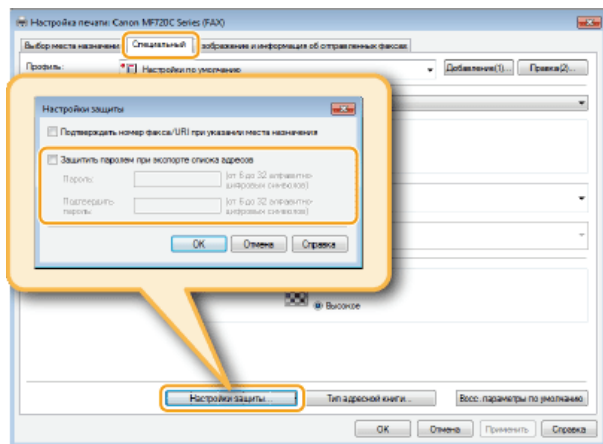 Настройка печати: Canon MF720C Series (FAX)
Выбор места назначени Специальный зображение и информация об отправленных факсах
Профиль: Настройки по умолчанию Добавление(1)... Правка(2)...
Настройки защиты
Подтверждать номер факса/URI при указании места назначения
Защитить паролем при экспорте списка адресов
Пароль: (от 6 до 32 алфавитно-
цифровых символов)
Подтвердить (от 6 до 32 алфавитно-
пароль: цифровых символов)
OK Отмена Справка
Высокое
Настройки защиты... Тип адресной книги... Восс. параметры по умолчанию
OK Отмена Применить Справка